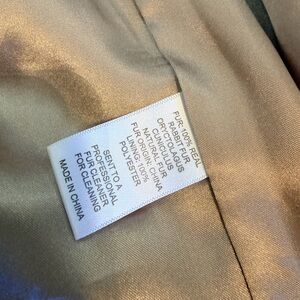 FUR:100% REAL
RABBIT FUR
ORYCTOLAGUS
CUNICULUS
NATURAL FUR
FUR ORIGIN: CHINA
LINING: 100%
POLYESTER
SENT TO A
PROFESSIONAL
FUR CLEANER
FOR CLEANING
MADE IN CHINA